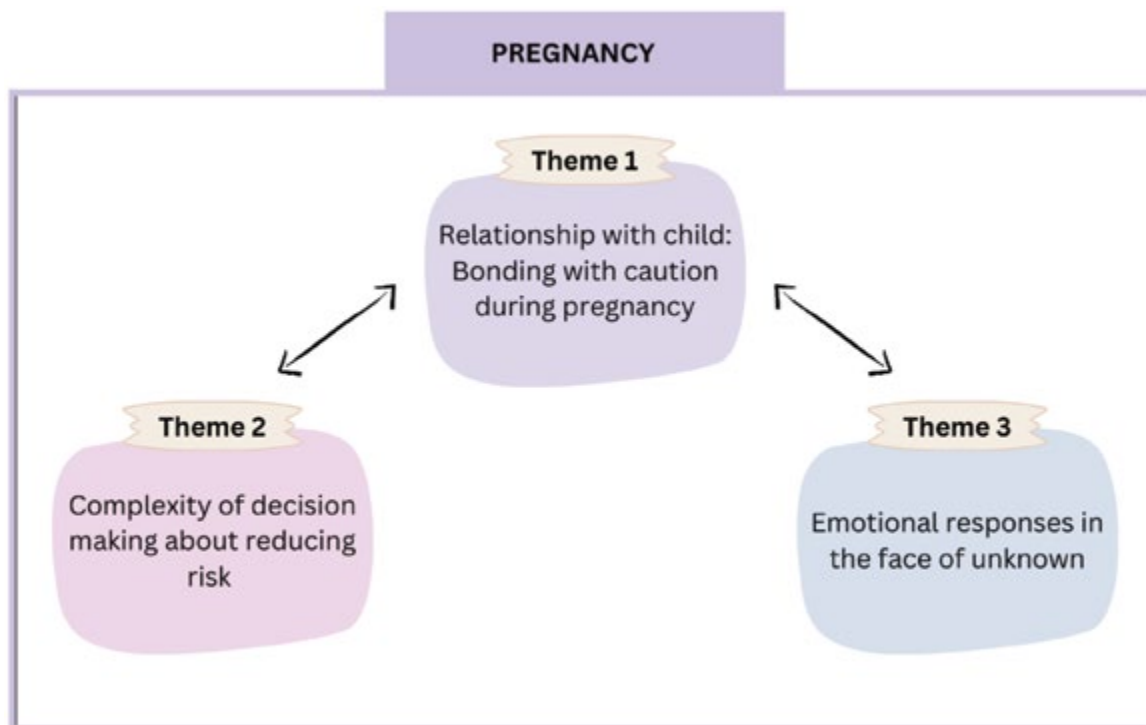 PREGNANCY
Theme 1
Relationship with child:
Bonding with caution
during pregnancy
Theme 2
Complexity of decision
making about reducing
risk
Theme 3
Emotional responses in
the face of unknown